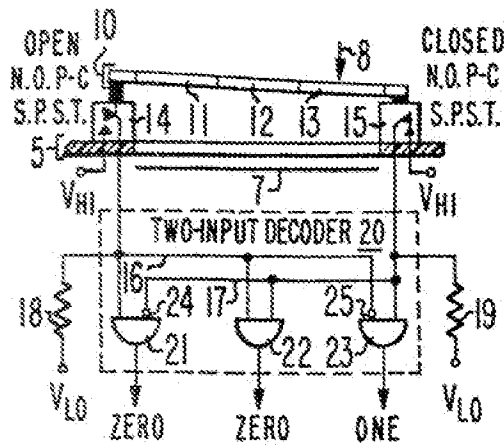 OPEN 10 8 CLOSED
N.O. P-C N.O. P-C
S.P.S.T. 14 11 12 13 15 S.P.S.T.
5
VHI 7 VHI
TWO-INPUT DECODER 20
16
18 17 24 25 19
21 22 23
VLO VLO
ZERO ZERO ONE